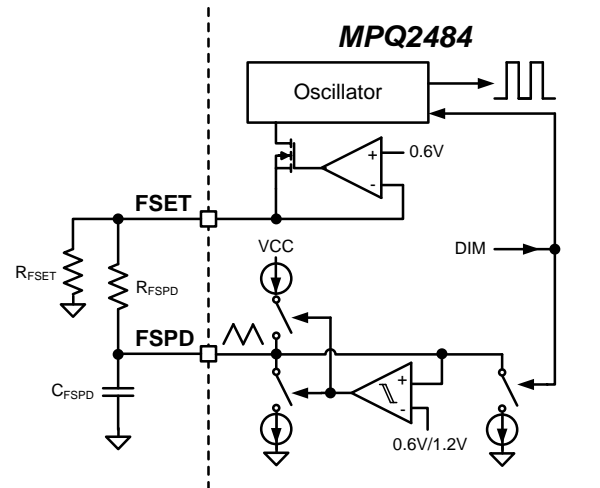 MPQ2484
Oscillator
+
0.6V
-
FSET
DIM
VCC
RFSET
RFSPD
FSPD
CFSPD
+
-
0.6V/1.2V